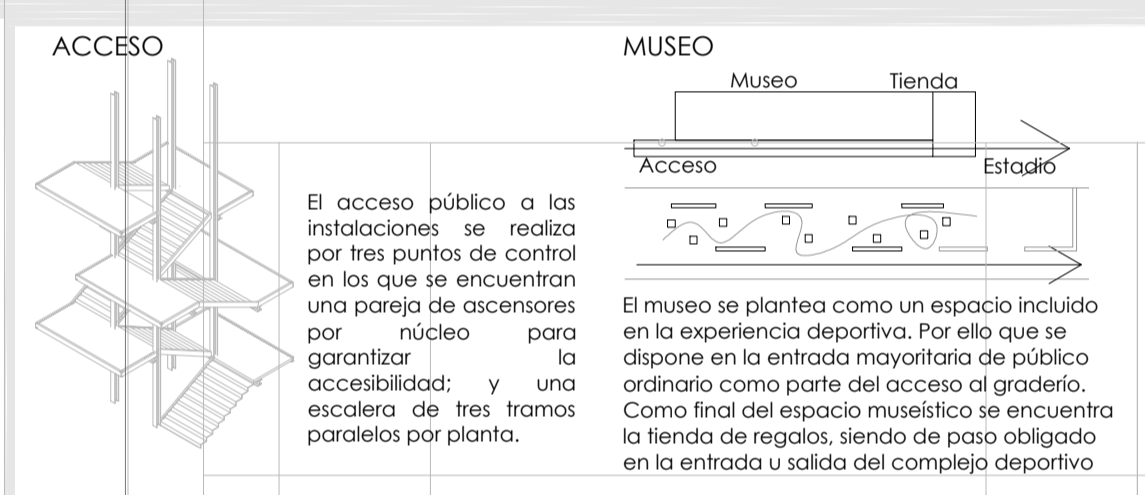 ACCESO
El acceso público a las
instalaciones se realiza
por tres puntos de control
en los que se encuentran
una pareja de ascensores
por núcleo para
garantizar la
accesibilidad; y una
escalera de tres tramos
paralelos por planta.
MUSEO
Museo Tienda
Acceso Estadio
El museo se plantea como un espacio incluido
en la experiencia deportiva. Por ello que se
dispone en la entrada mayoritaria de público
ordinario como parte del acceso al graderío.
Como final del espacio museístico se encuentra
la tienda de regalos, siendo de paso obligado
en la entrada y salida del complejo deportivo